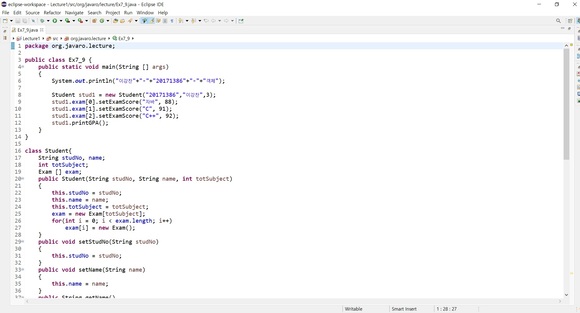 eclipse-workspace - Lecture1/src/org/javaro/lecture/Ex7_9.java - Eclipse IDE
File Edit Source Refactor Navigate Search Project Run Window Help
Ex7_9.java
Lecture1 src org.javaro.lecture Ex7_9
1 package org.javaro.lecture;
2
3 public class Ex7_9 {
4 public static void main(String [] args)
5 {
6 System.out.println("이강찬"+"-"+"20171386"+"-"+"객체");
7
8 Student stud1 = new Student("20171386","이강찬",3);
9 stud1.exam[0].setExamScore("자바", 88);
10 stud1.exam[1].setExamScore("C", 91);
11 stud1.exam[2].setExamScore("C++", 92);
12 stud1.printGPA();
13 }
14 }
15
16 class Student{
17 String studNo, name;
18 int totSubject;
19 Exam [] exam;
20 public Student(String studNo, String name, int totSubject)
21 {
22 this.studNo = studNo;
23 this.name = name;
24 this.totSubject = totSubject;
25 exam = new Exam[totSubject];
26 for(int i = 0; i < exam.length; i++)
27 exam[i] = new Exam();
28 }
29 public void setStudNo(String studNo)
30 {
31 this.studNo = studNo;
32 }
33 public void setName(String name)
34 {
35 this.name = name;
36 }
37 public String getName()
Writable Smart Insert 1 : 28 : 27